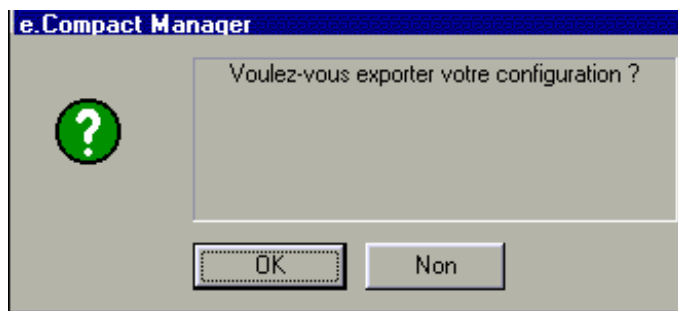 e.Compact Manager
Voulez-vous exporter votre configuration ?
?
OK
Non